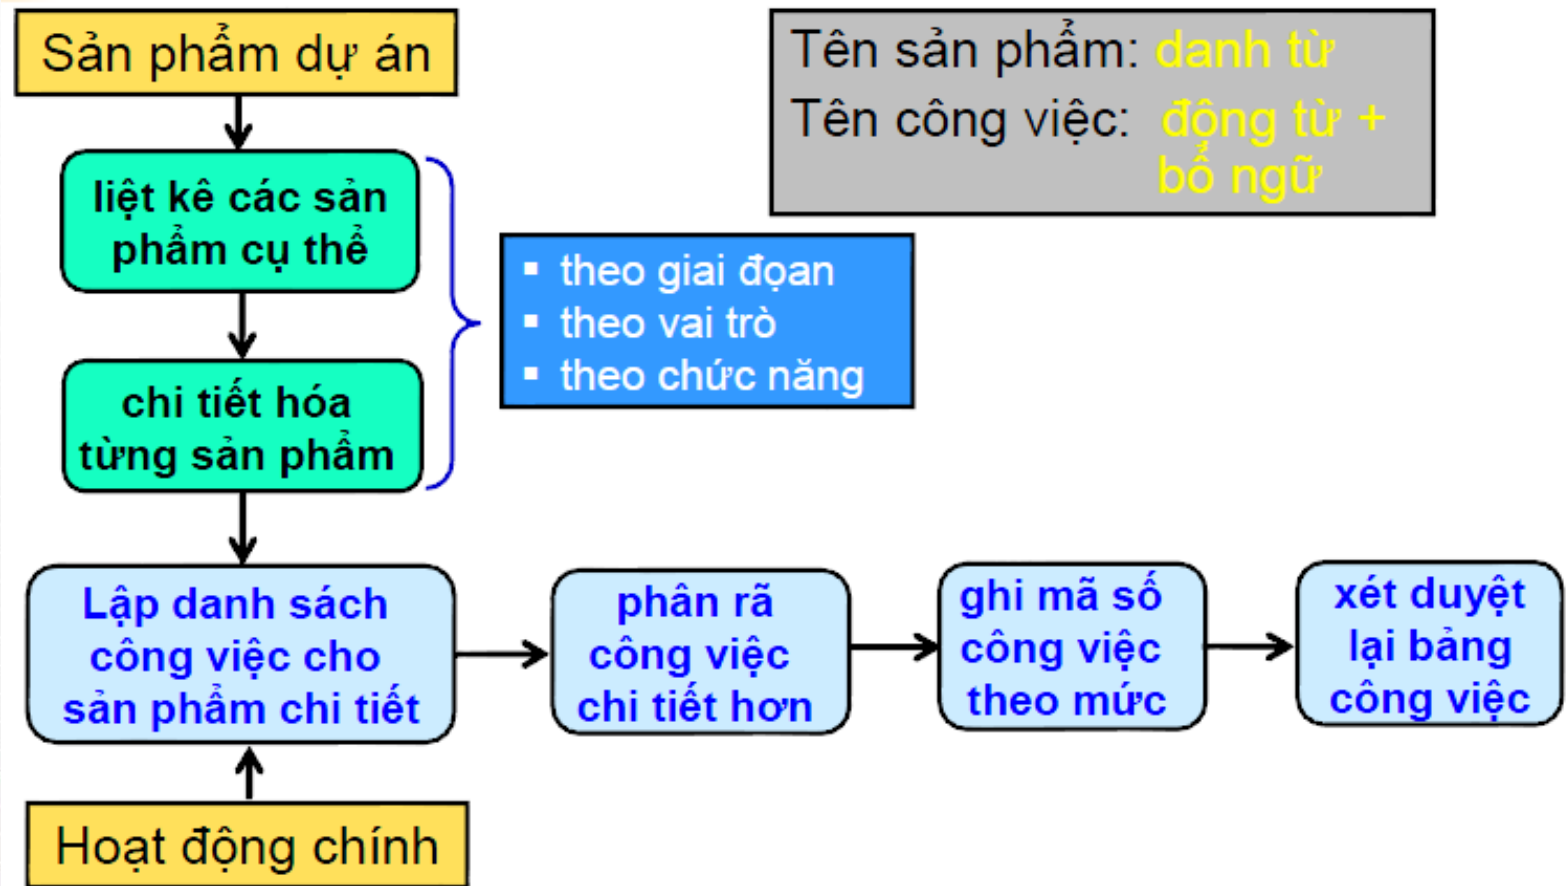 Sản phẩm dự án
Tên sản phẩm: danh từ
Tên công việc: động từ +
bổ ngữ
liệt kê các sản
phẩm cụ thể
▪ theo giai đọan
▪ theo vai trò
▪ theo chức năng
chi tiết hóa
từng sản phẩm
Lập danh sách
công việc cho
sản phẩm chi tiết
phân rã
công việc
chi tiết hơn
ghi mã số
công việc
theo mức
xét duyệt
lại bảng
công việc
Hoạt động chính